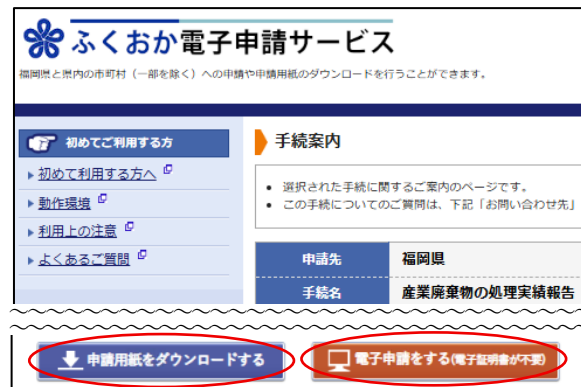 ふくおか電子申請サービス
福岡県と県内の市町村（一部を除く）への申請や申請用紙のダウンロードを行うことができます。
初めてご利用する方
初めて利用する方へ
動作環境
利用上の注意
よくあるご質問
手続案内
選択された手続に関するご案内のページです。
この手続についてのご質問は、下記「お問い合わせ先」
申請先 福岡県
手続名 産業廃棄物の処理実績報告
申請用紙をダウンロードする
電子申請をする(電子証明書が不要)